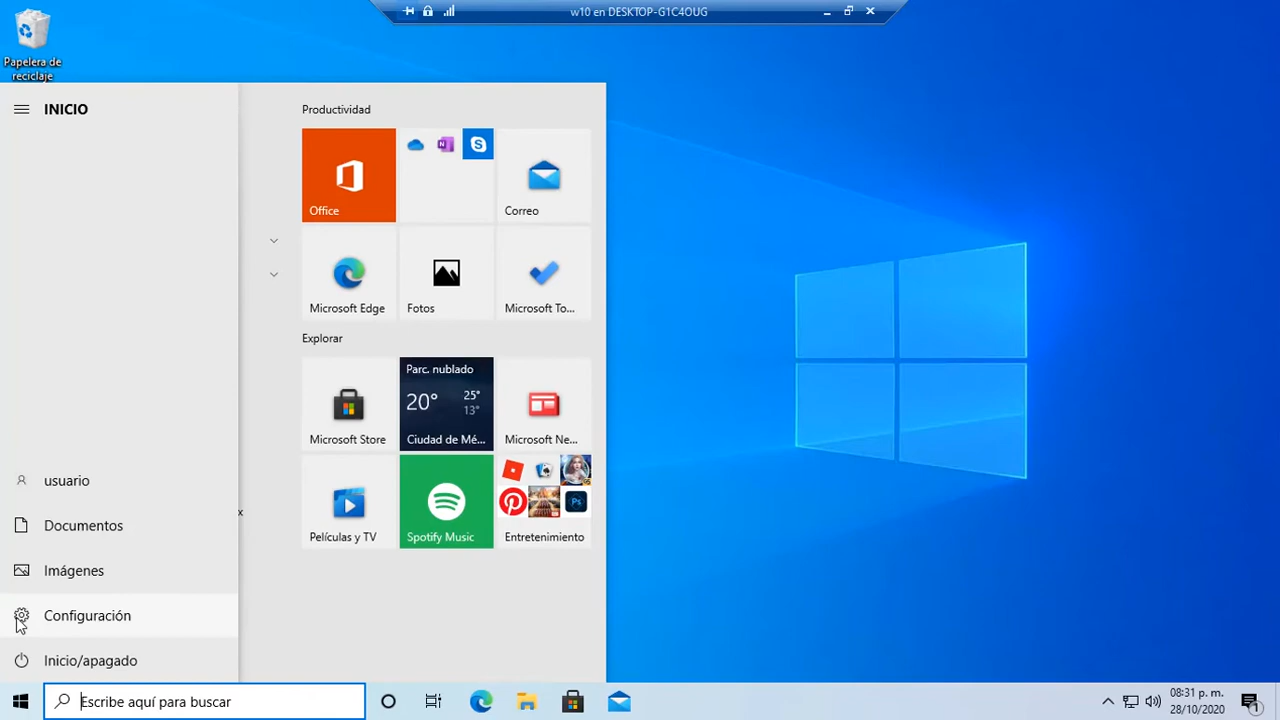 w10 en DESKTOP-G1C4OUG
Papelera de
reciclaje
INICIO
Productividad
Office
Correo
Microsoft Edge
Fotos
Microsoft To...
Explorar
Parc. nublado
20°
25°
13°
Microsoft Store
Ciudad de Mé...
Microsoft Ne...
Películas y TV
Spotify Music
Entretenimiento
usuario
Documentos
x
Imágenes
Configuración
Inicio/apagado
Escribe aquí para buscar
08:31 p. m.
28/10/2020
1